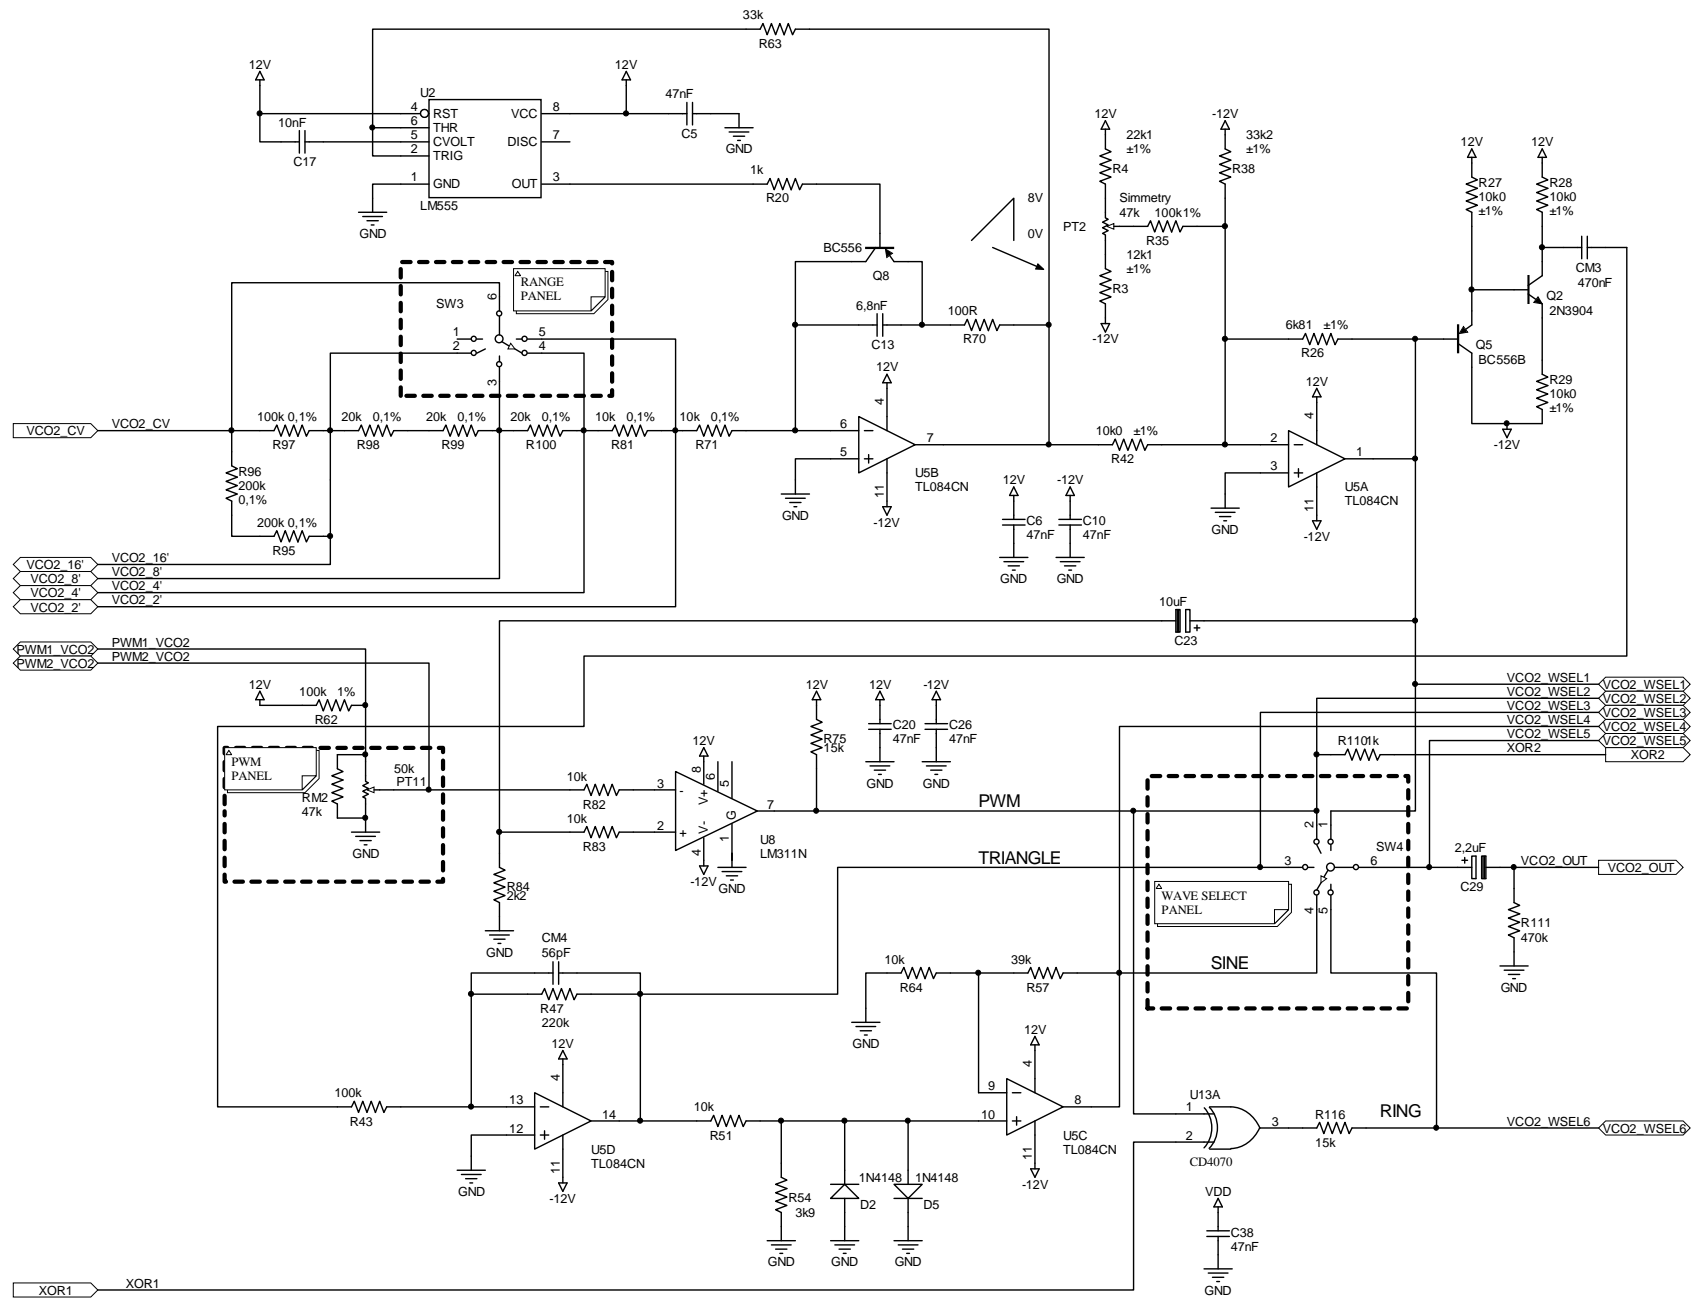 33k
R63
12V
12V
U2
4
RST
6
THR
5
CVOLT
2
TRIG
1
GND
VCC
8
DISC
7
OUT
3
LM555
10nF
C17
GND
47nF
C5
GND
1k
R20
BC556
Q8
8V
0V
6,8nF
C13
100R
R70
12V
22k1
±1%
R4
Simmetry
47k
PT2
100k1%
R35
12k1
±1%
R3
-12V
-12V
33k2
±1%
R38
12V
R27
10k0
±1%
12V
R28
10k0
±1%
CM3
470nF
Q2
2N3904
Q5
BC556B
R29
10k0
±1%
-12V
6k81 ±1%
R26
RANGE
PANEL
SW3
6
1
2
5
4
3
VCO2_CV
VCO2_CV
100k 0,1%
R97
20k 0,1%
R98
20k 0,1%
R99
20k 0,1%
R100
10k 0,1%
R81
10k 0,1%
R71
R96
200k
0,1%
200k 0,1%
R95
12V
4
6
5
7
11
-12V
U5B
TL084CN
GND
10k0 ±1%
R42
12V
4
2
3
1
11
-12V
U5A
TL084CN
GND
12V
C6
47nF
GND
-12V
C10
47nF
GND
VCO2_16'
VCO2_16'
VCO2_8'
VCO2_8'
VCO2_4'
VCO2_4'
VCO2_2'
VCO2_2'
10uF
C23
PWM1_VCO2
PWM1_VCO2
PWM2_VCO2
PWM2_VCO2
12V
100k 1%
R62
PWM
PANEL
50k
PT11
RM2
47k
GND
10k
R82
10k
R83
12V
8
6
5
3
-
2
+
V+
V-
G
4
1
7
-12V
GND
U8
LM311N
12V
R75
15k
12V
C20
47nF
GND
-12V
C26
47nF
GND
VCO2_WSEL1
VCO2_WSEL1
VCO2_WSEL2
VCO2_WSEL2
VCO2_WSEL3
VCO2_WSEL3
VCO2_WSEL4
VCO2_WSEL4
VCO2_WSEL5
VCO2_WSEL5
XOR2
XOR2
R1101k
PWM
TRIANGLE
2
1
3
6
4
5
SW4
WAVE SELECT
PANEL
2,2uF
C29
VCO2_OUT
VCO2_OUT
R111
470k
GND
R84
2k2
GND
CM4
56pF
R47
220k
10k
R64
39k
R57
SINE
GND
100k
R43
12V
4
13
12
14
11
-12V
U5D
TL084CN
GND
10k
R51
R54
3k9
GND
1N4148
D2
GND
1N4148
D5
GND
12V
4
9
10
8
11
-12V
U5C
TL084CN
U13A
1
2
3
CD4070
R116
15k
RING
VCO2_WSEL6
VCO2_WSEL6
VDD
C38
47nF
GND
XOR1
XOR1